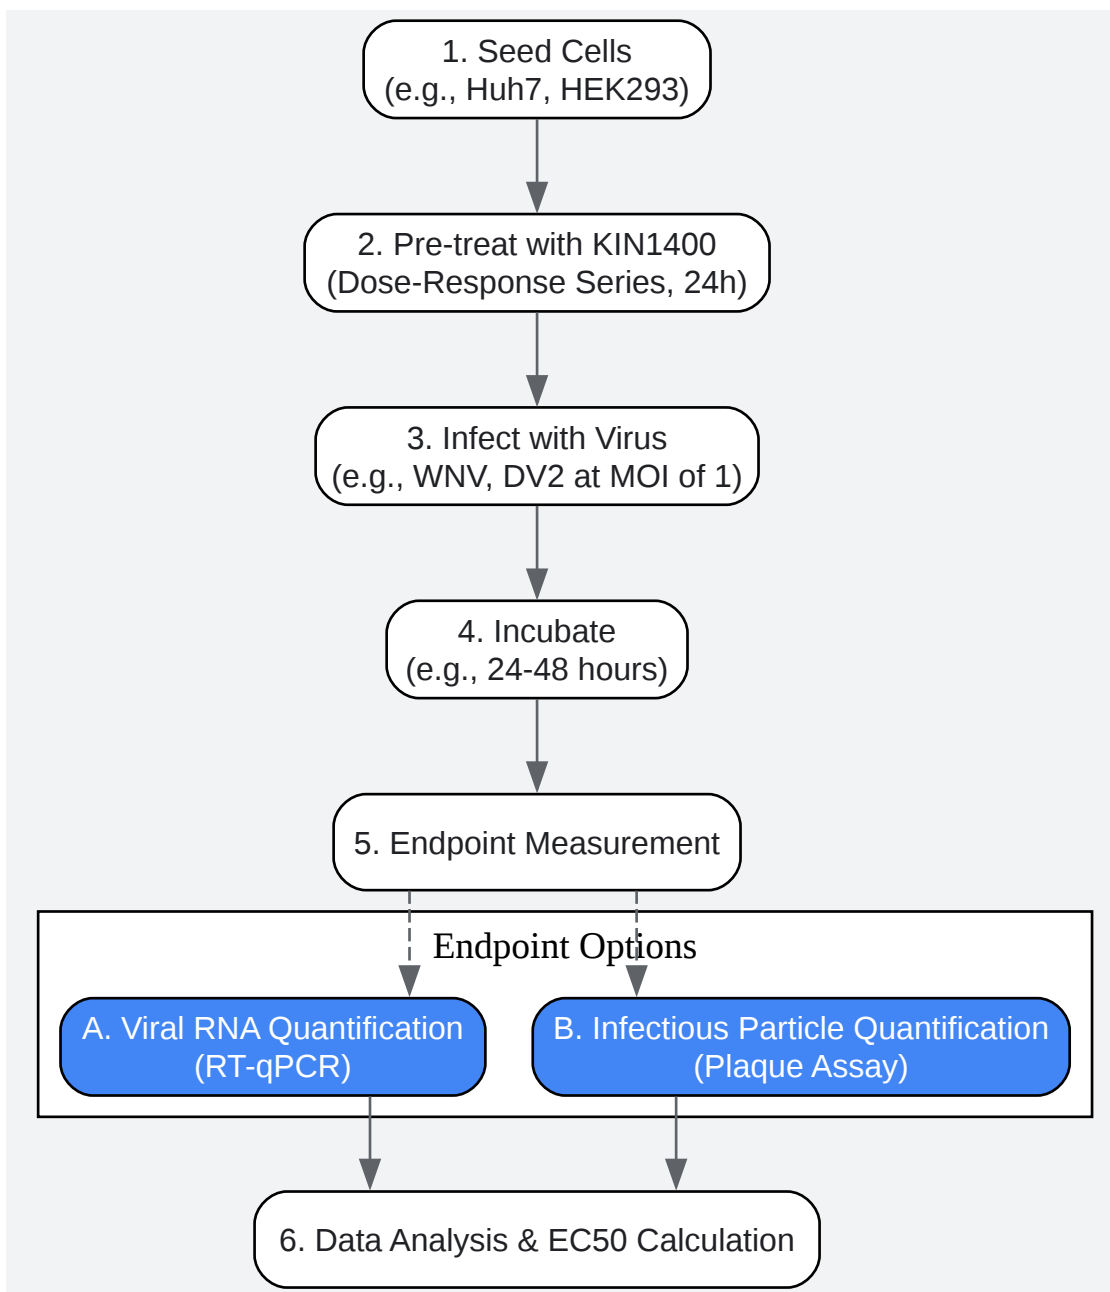 1. Seed Cells
(e.g., Huh7, HEK293)
2. Pre-treat with KIN1400
(Dose-Response Series, 24h)
3. Infect with Virus
(e.g., WNV, DV2 at MOI of 1)
4. Incubate
(e.g., 24-48 hours)
5. Endpoint Measurement
Endpoint Options
A. Viral RNA Quantification
(RT-qPCR)
B. Infectious Particle Quantification
(Plaque Assay)
6. Data Analysis & EC50 Calculation